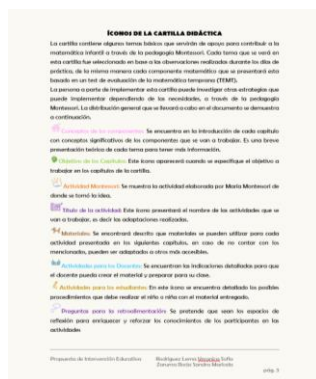 ÍCONOS DE LA CARTILLA DIDÁCTICA
La cartilla contiene algunos temas básicos que servirán de apoyo para contribuir a la
matemática infantil a través de la pedagogía Montessori. Cada tema que se verá en
esta cartilla fue seleccionado en base a las observaciones realizadas durante los días de
práctica, de la misma manera cada componente matemático que se presentará esta
basado en un test de evaluación de la matemática temprana (TEMT).
La persona a parte de implementar esta cartilla puede investigar otras estrategias que
puede implementar dependiendo de las necesidades, a través de la pedagogía
Montessori. La distribución general que se llevará a cabo en el documento se demuestra
a continuación.
Conceptos de los componentes: Se encuentra en la introducción de cada capítulo
con conceptos significativos de los componentes que se van a trabajar. Es una breve
presentación teórica de cada tema para tener más información.
Objetivo de los Capítulos: Este ícono aparecerá cuando se especifique el objetivo a
trabajar en los capítulos de la cartilla.
Actividad Montessori: Se muestra la actividad elaborada por María Montessori de
donde se tomó la idea.
Título de la actividad: Este ícono presentará el nombre de las actividades que se
van a trabajar, es decir las adaptaciones realizadas.
Materiales: Se encontrará descrito que materiales se pueden utilizar para cada
actividad presentada en los siguientes capítulos, en caso de no contar con los
mencionados, pueden ser adaptados a otros más accesibles.
Actividades para los Docentes: Se encuentran las indicaciones detalladas para que
el docente pueda crear el material y preparar para su clase.
Actividades para los estudiantes: En este ícono se encuentra detallado los posibles
procedimientos que debe realizar el niño o niña con el material entregado.
Preguntas para la retroalimentación: Se pretende que sean los espacios de
reflexión para enriquecer y reforzar los conocimientos de los participantes en las
actividades
Propuesta de Intervención Educativa Rodríguez Lema Verónica Sofía
Sandra Maribela
pág. 5